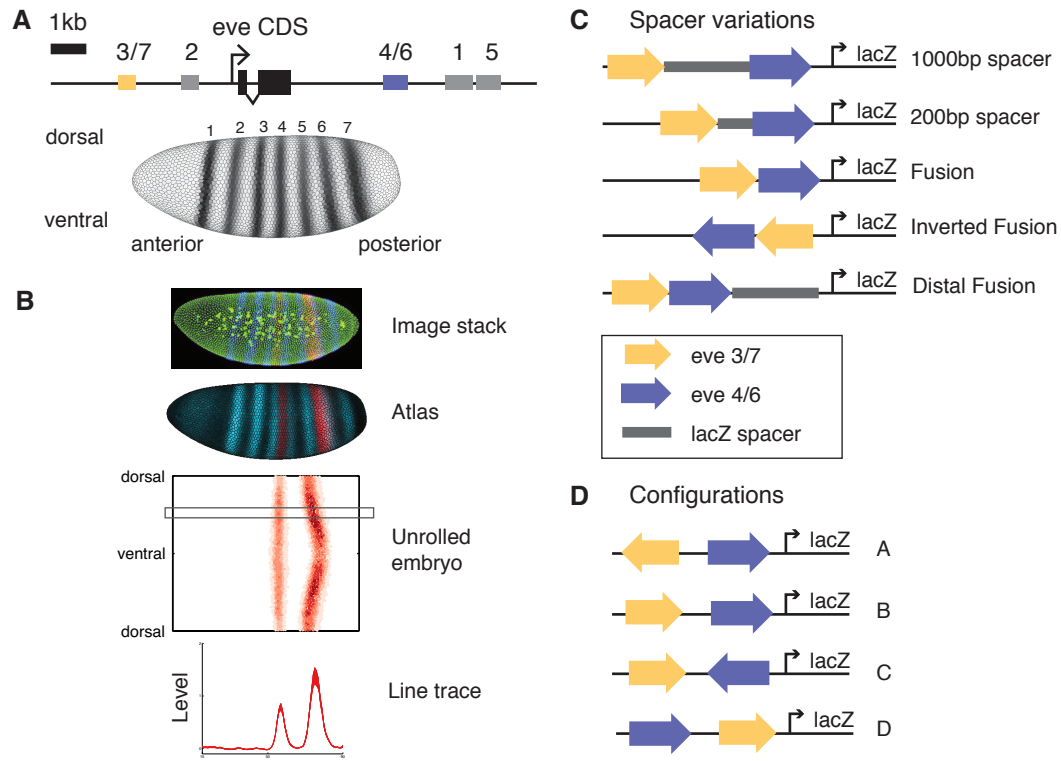 A
1kb
eve CDS
3/7
2
4/6
1
5
dorsal
1 2 3 4 5 6 7
ventral
anterior
posterior
B
Image stack
Atlas
dorsal
ventral
dorsal
Unrolled
embryo
Level
Line trace
C Spacer variations
lacZ 1000bp spacer
lacZ 200bp spacer
lacZ Fusion
lacZ Inverted Fusion
lacZ Distal Fusion
eve 3/7
eve 4/6
lacZ spacer
D Configurations
lacZ A
lacZ B
lacZ C
lacZ D